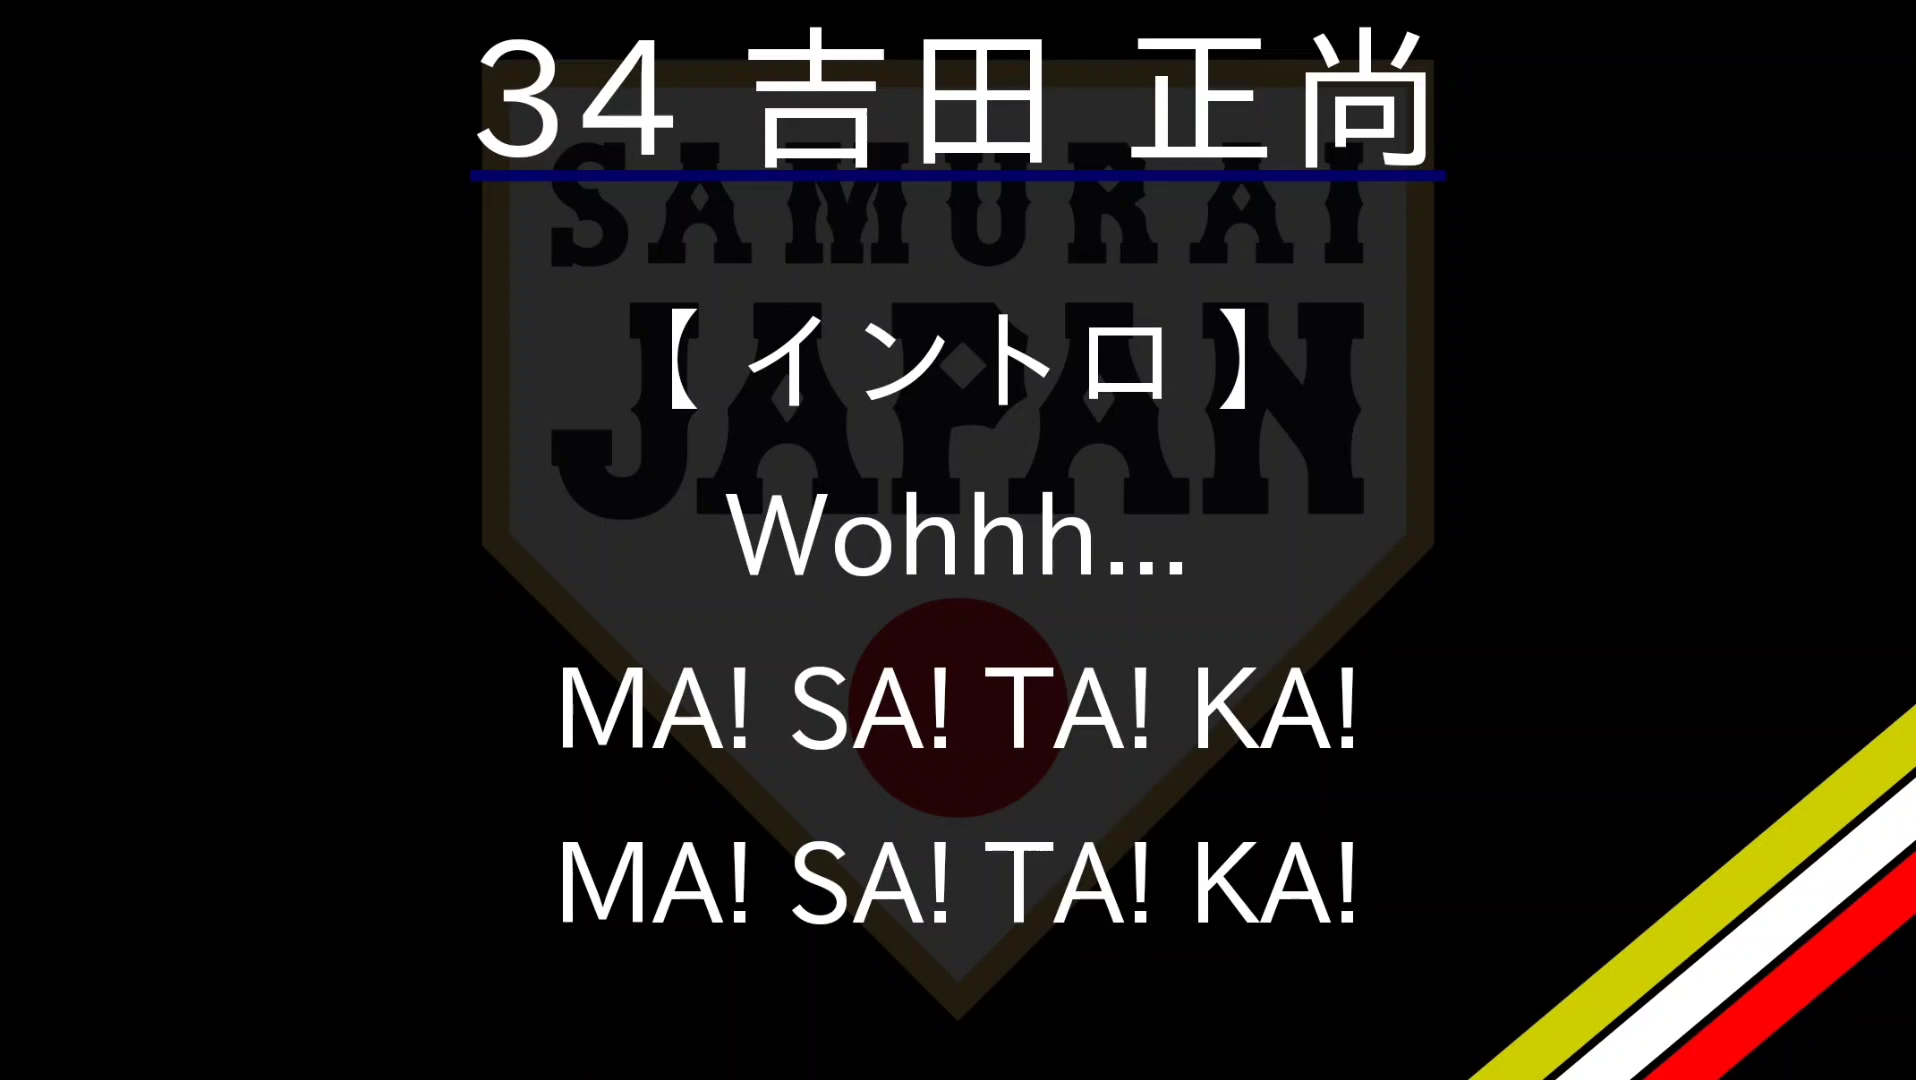 34 吉田 正尚
SAMURAI
JAPAN
【 イントロ 】
Wohhh...
MA! SA! TA! KA!
MA! SA! TA! KA!